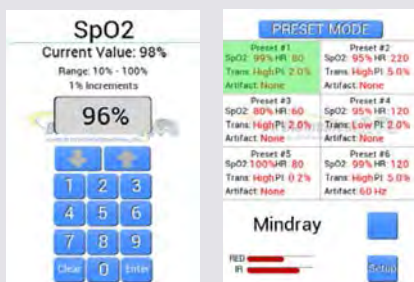 SpO2
Current Value: 98%
Range: 10% - 100%
1% Increments
96%
1 2 3
4 5 6
7 8 9
Clear 0 Enter
PRESET MODE
Preset #1
SpO2: 99% HR: 80
Trans: High PI: 2.0%
Artifact: None
Preset #2
SpO2: 95% HR: 220
Trans: High PI: 5.0%
Artifact: None
Preset #3
SpO2: 80% HR: 60
Trans: High PI: 2.0%
Artifact: None
Preset #4
SpO2: 95% HR: 120
Trans: Low PI: 2.0%
Artifact: None
Preset #5
SpO2: 100% HR: 80
Trans: High PI: 0.2%
Artifact: None
Preset #6
SpO2: 99% HR: 120
Trans: High PI: 5.0%
Artifact: 60 Hz
Mindray
RED
IR
Setup